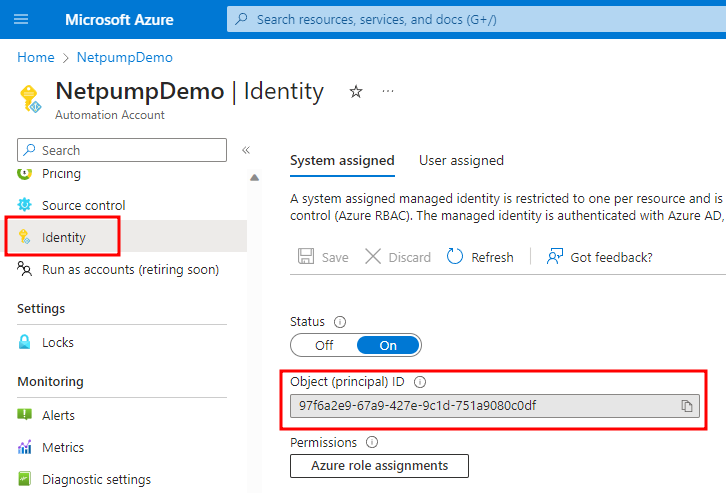 Microsoft Azure
Search resources, services, and docs (G+/)
Home > NetpumpDemo
NetpumpDemo | Identity
Automation Account
Search
«
Pricing
Source control
Identity
Run as accounts (retiring soon)
Settings
Locks
Monitoring
Alerts
Metrics
Diagnostic settings
System assigned User assigned
A system assigned managed identity is restricted to one per resource and is
control (Azure RBAC). The managed identity is authenticated with Azure AD,
Save Discard Refresh Got feedback?
Status
Off On
Object (principal) ID
97f6a2e9-67a9-427e-9c1d-751a9080c0df
Permissions
Azure role assignments